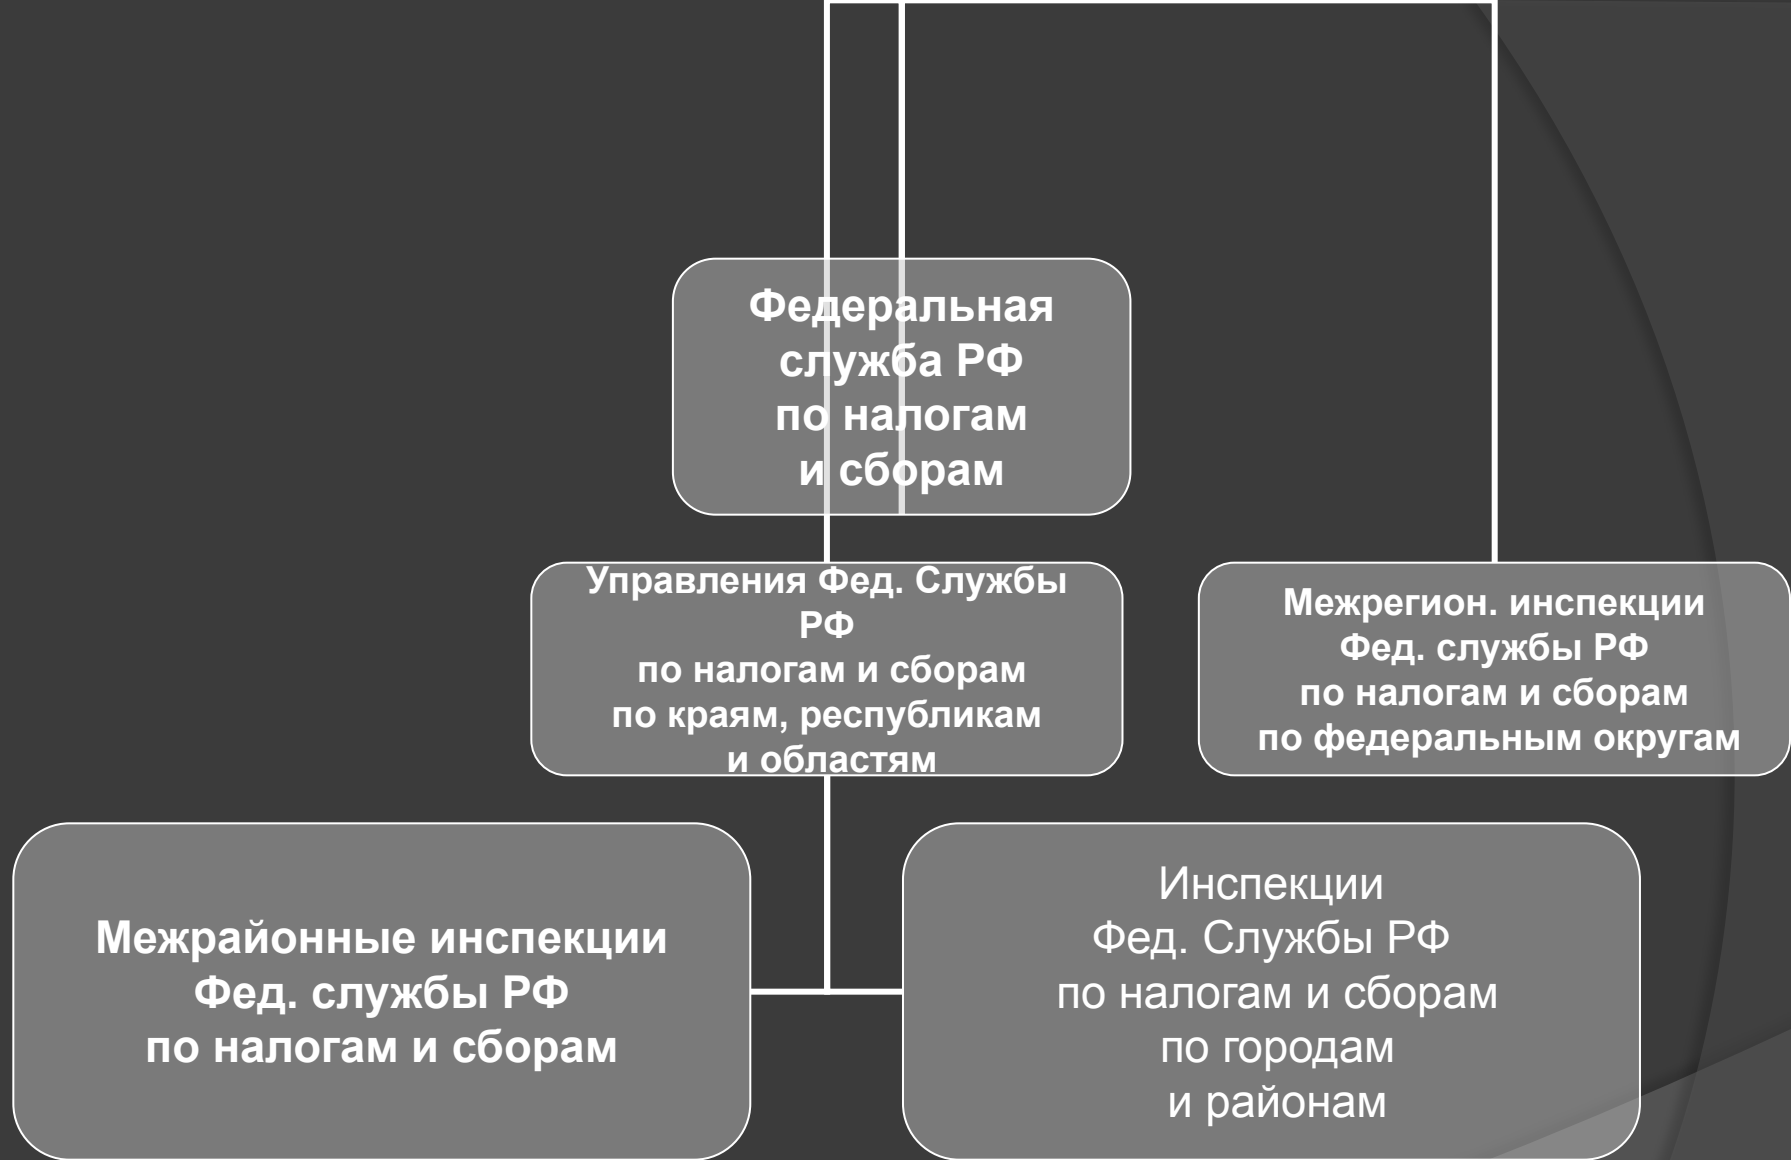 Федеральная
служба РФ
по налогам
и сборам
Управления Фед. Службы
РФ
по налогам и сборам
по краям, республикам
и областям
Межрегион. инспекции
Фед. службы РФ
по налогам и сборам
по федеральным округам
Межрайонные инспекции
Фед. службы РФ
по налогам и сборам
Инспекции
Фед. Службы РФ
по налогам и сборам
по городам
и районам